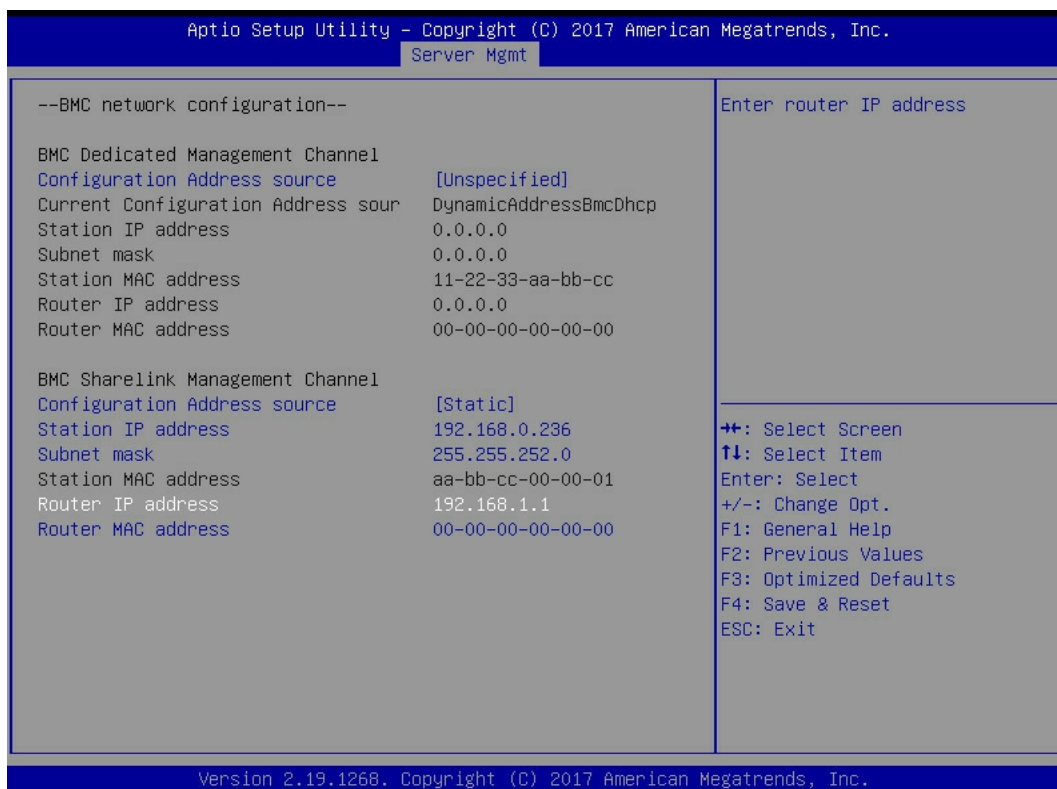 Aptio Setup Utility – Copyright (C) 2017 American Megatrends, Inc.
Server Mgmt
--BMC network configuration--
BMC Dedicated Management Channel
Configuration Address source [Unspecified]
Current Configuration Address sour DynamicAddressBmcDhcp
Station IP address 0.0.0.0
Subnet mask 0.0.0.0
Station MAC address 11-22-33-aa-bb-cc
Router IP address 0.0.0.0
Router MAC address 00-00-00-00-00-00
BMC Sharelink Management Channel
Configuration Address source [Static]
Station IP address 192.168.0.236
Subnet mask 255.255.252.0
Station MAC address aa-bb-cc-00-00-01
Router IP address 192.168.1.1
Router MAC address 00-00-00-00-00-00
Enter router IP address
→←: Select Screen
↑↓: Select Item
Enter: Select
+/-: Change Opt.
F1: General Help
F2: Previous Values
F3: Optimized Defaults
F4: Save & Reset
ESC: Exit
Version 2.19.1268. Copyright (C) 2017 American Megatrends, Inc.